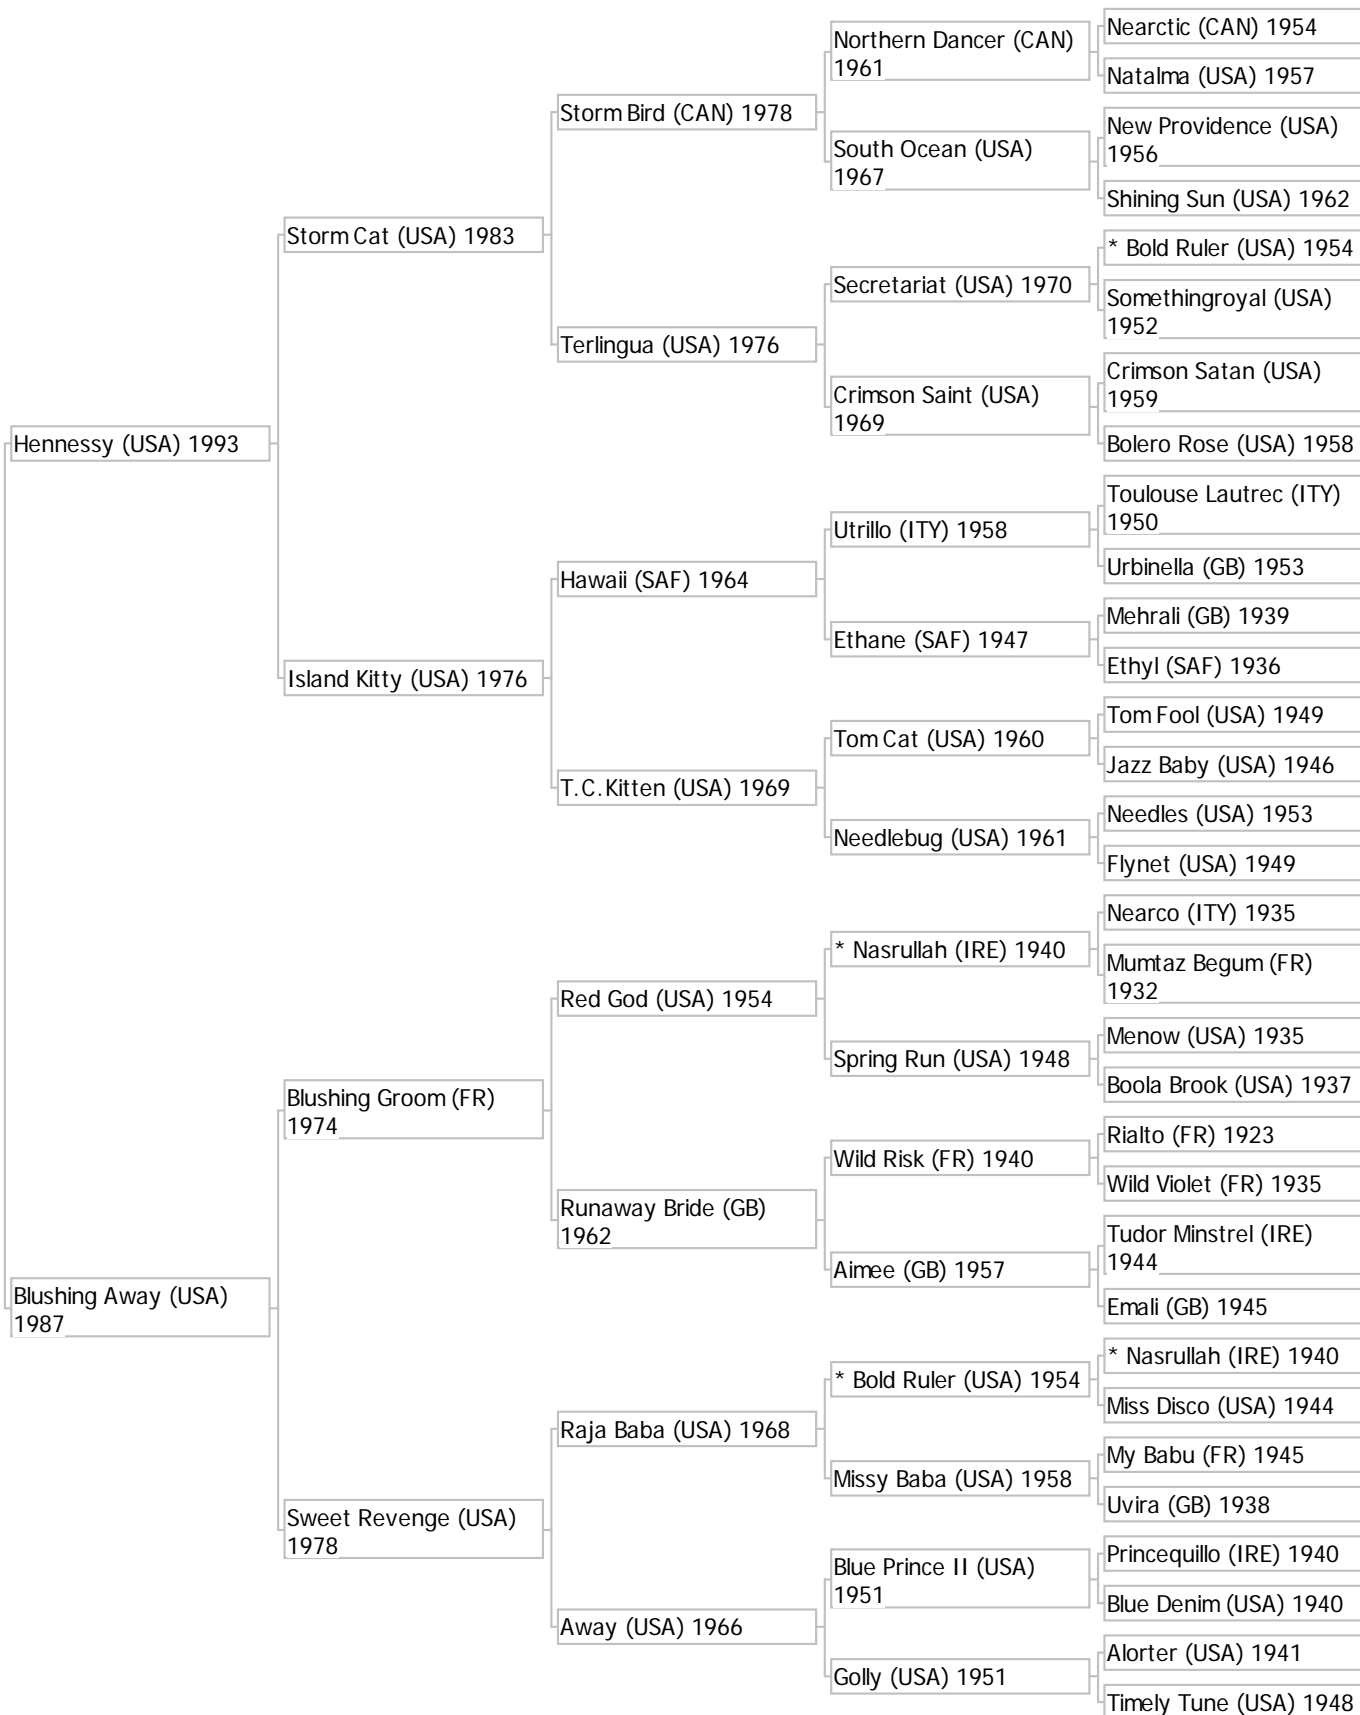 Nearctic (CAN) 1954
Northern Dancer (CAN)
1961
Natalma (USA) 1957
Storm Bird (CAN) 1978
New Providence (USA)
1956
South Ocean (USA)
1967
Shining Sun (USA) 1962
Storm Cat (USA) 1983
* Bold Ruler (USA) 1954
Secretariat (USA) 1970
Somethingroyal (USA)
1952
Terlingua (USA) 1976
Crimson Satan (USA)
1959
Crimson Saint (USA)
1969
Bolero Rose (USA) 1958
Hennessy (USA) 1993
Toulouse Lautrec (ITY)
1950
Utrillo (ITY) 1958
Urbinella (GB) 1953
Hawaii (SAF) 1964
Mehrali (GB) 1939
Ethane (SAF) 1947
Ethyl (SAF) 1936
Island Kitty (USA) 1976
Tom Fool (USA) 1949
Tom Cat (USA) 1960
Jazz Baby (USA) 1946
T.C.Kitten (USA) 1969
Needles (USA) 1953
Needlebug (USA) 1961
Flynet (USA) 1949
Nearco (ITY) 1935
* Nasrullah (IRE) 1940
Mumtaz Begum (FR)
1932
Red God (USA) 1954
Menow (USA) 1935
Spring Run (USA) 1948
Boola Brook (USA) 1937
Blushing Groom (FR)
1974
Rialto (FR) 1923
Wild Risk (FR) 1940
Wild Violet (FR) 1935
Runaway Bride (GB)
1962
Tudor Minstrel (IRE)
1944
Aimee (GB) 1957
Emali (GB) 1945
Blushing Away (USA)
1987
* Nasrullah (IRE) 1940
* Bold Ruler (USA) 1954
Miss Disco (USA) 1944
Raja Baba (USA) 1968
My Babu (FR) 1945
Missy Baba (USA) 1958
Uvira (GB) 1938
Sweet Revenge (USA)
1978
Princequillo (IRE) 1940
Blue Prince II (USA)
1951
Blue Denim (USA) 1940
Away (USA) 1966
Alorter (USA) 1941
Golly (USA) 1951
Timely Tune (USA) 1948